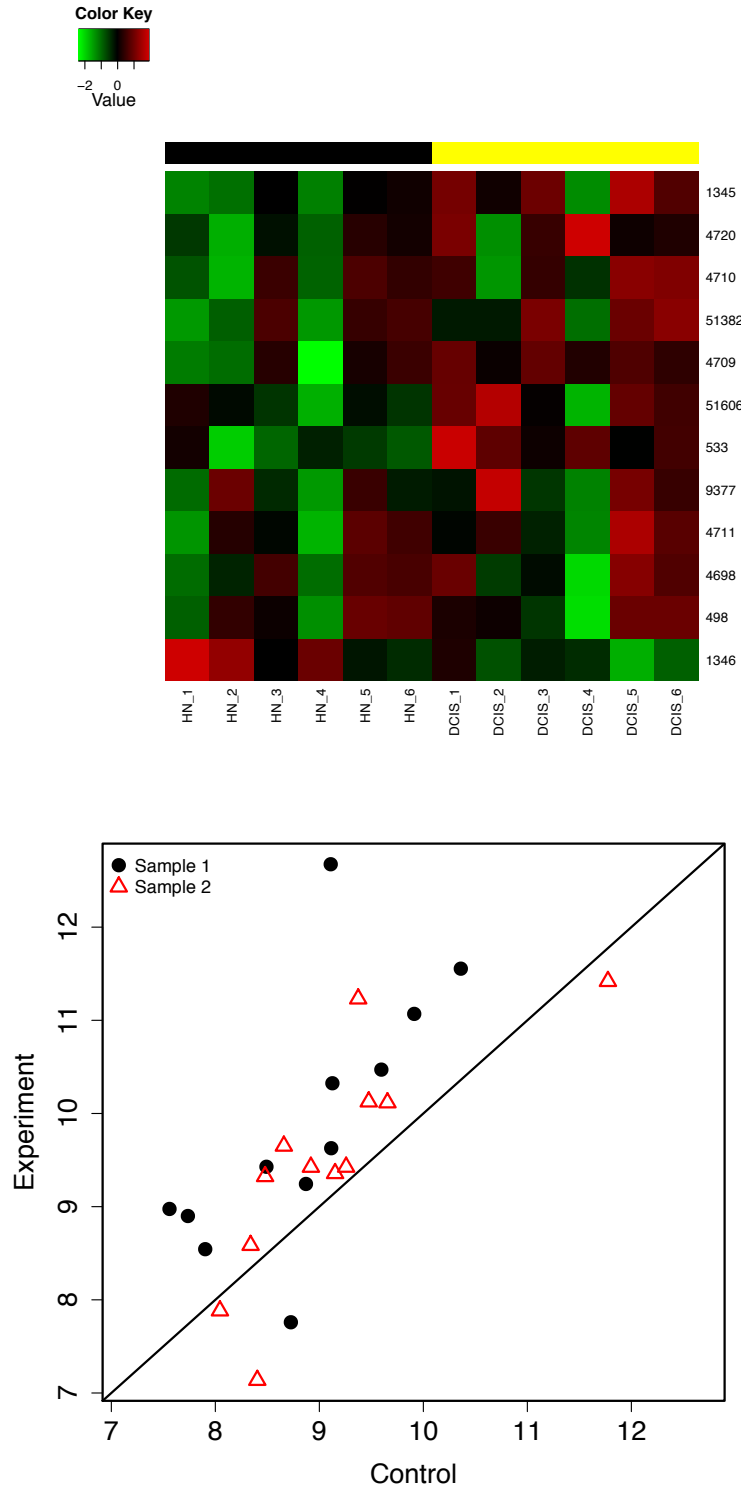 Color Key
−2 0
Value
1345
4720
4710
51382
4709
51606
533
9377
4711
4698
498
1346
HN_1 HN_2 HN_3 HN_4 HN_5 HN_6 DCIS_1 DCIS_2 DCIS_3 DCIS_4 DCIS_5 DCIS_6
Sample 1
Sample 2
12
11
10
9
8
7
Experiment
7 8 9 10 11 12
Control